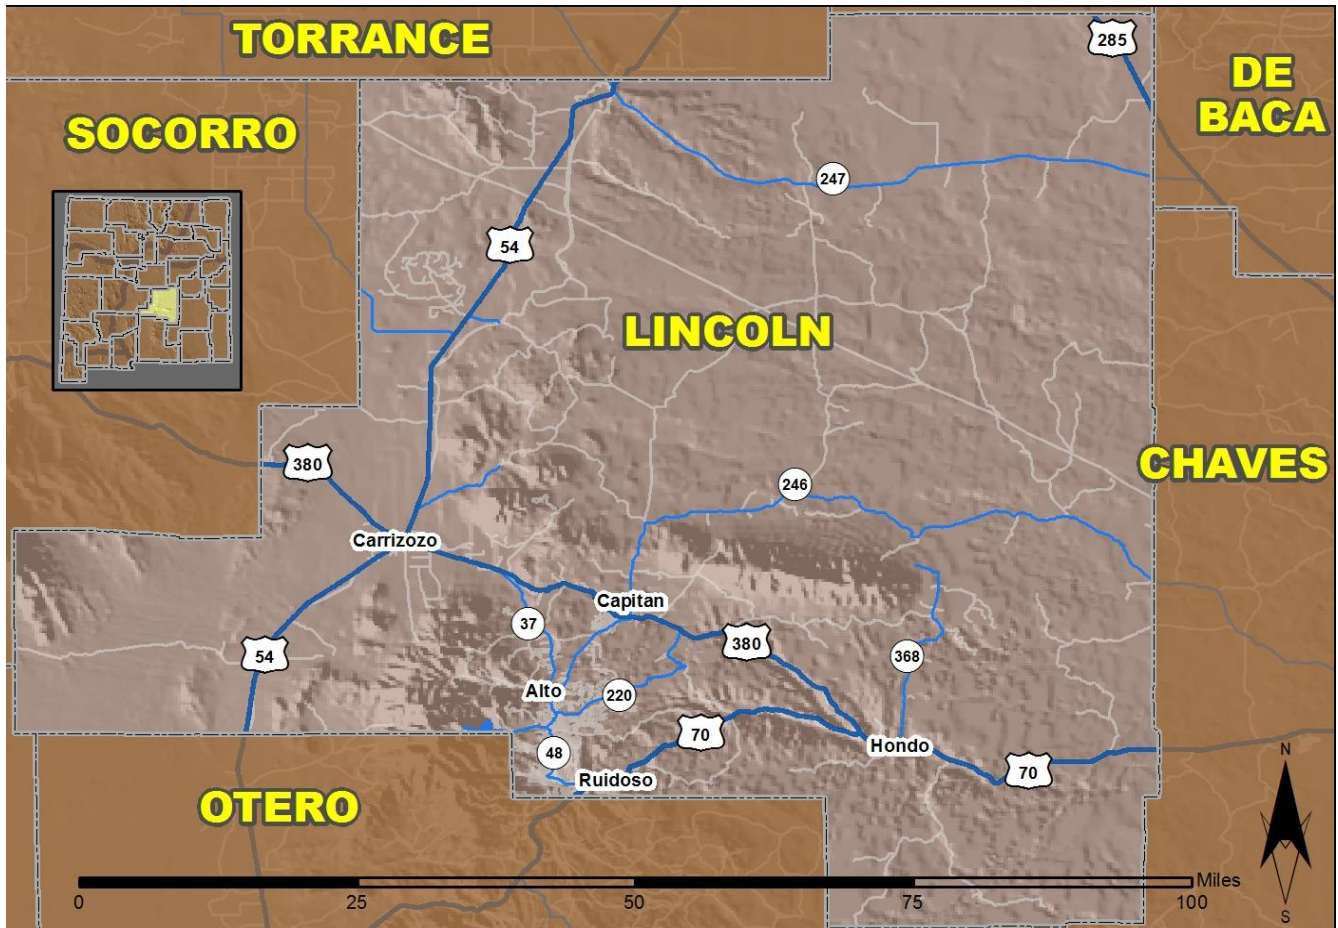 TORRANCE
285
DE
BACA
SOCORRO
247
54
LINCOLN
380
CHAVES
246
Carrizozo
Capitan
37
380
54
368
Alto
220
70
Hondo
48
70
Ruidoso
OTERO
N
Miles
0
25
50
75
100
S